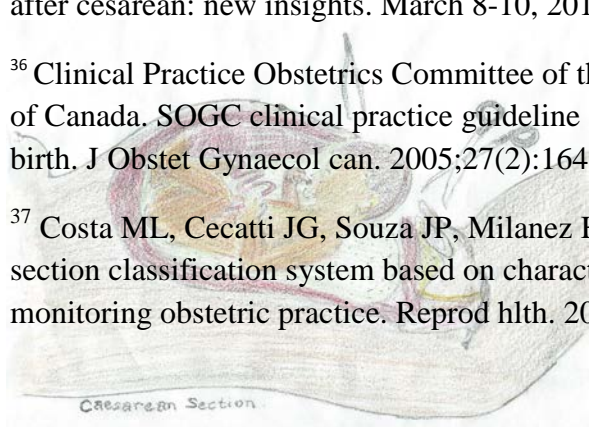 after cesarean: new insights. March 8-10, 201
³⁶ Clinical Practice Obstetrics Committee of th
of Canada. SOGC clinical practice guideline
birth. J Obstet Gynaecol can. 2005;27(2):164
³⁷ Costa ML, Cecatti JG, Souza JP, Milanez H
section classification system based on charact
monitoring obstetric practice. Reprod hlth. 20
Caesarean Section.